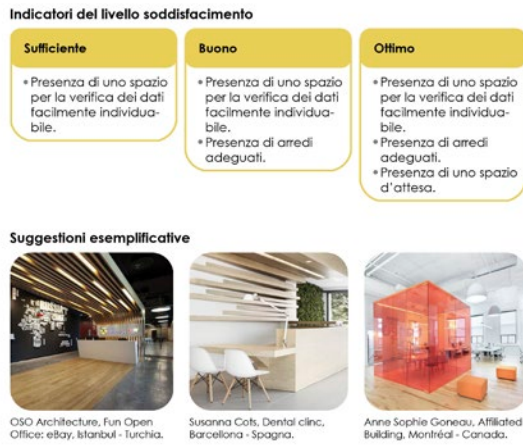 Indicatori del livello soddisfacimento
Sufficiente
• Presenza di uno spazio
per la verifica dei dati
facilmente individua-
bile.
Buono
• Presenza di uno spazio
per la verifica dei dati
facilmente individua-
bile.
• Presenza di arredi
adeguati.
Ottimo
• Presenza di uno spazio
per la verifica dei dati
facilmente individua-
bile.
• Presenza di arredi
adeguati.
• Presenza di uno spazio
d'attesa.
Suggestioni esemplificative
OSO Architecture, Fun Open
Office: eBay, Istanbul - Turchia.
Susanna Cots, Dental clinc,
Barcellona - Spagna.
Anne Sophie Goneau, Affiliated
Building, Montréal - Canada.